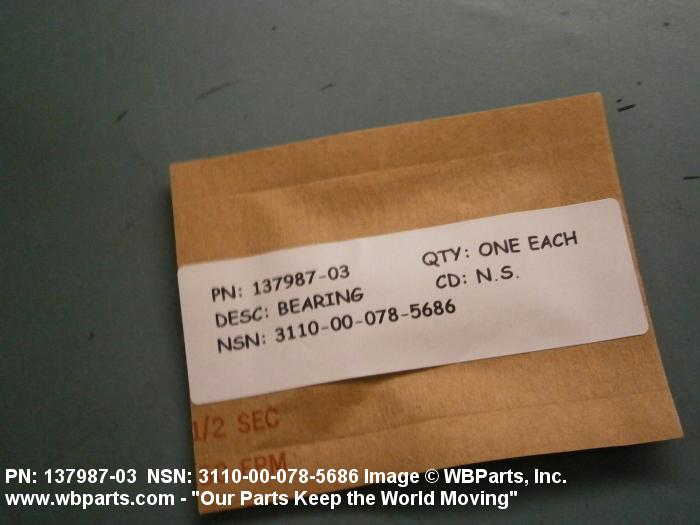 PN: 137987-03 QTY: ONE EACH
DESC: BEARING CD: N.S.
NSN: 3110-00-078-5686
1/2 SEC
FPM
PN: 137987-03 NSN: 3110-00-078-5686 Image © WBParts, Inc.
www.wbparts.com - "Our Parts Keep the World Moving"